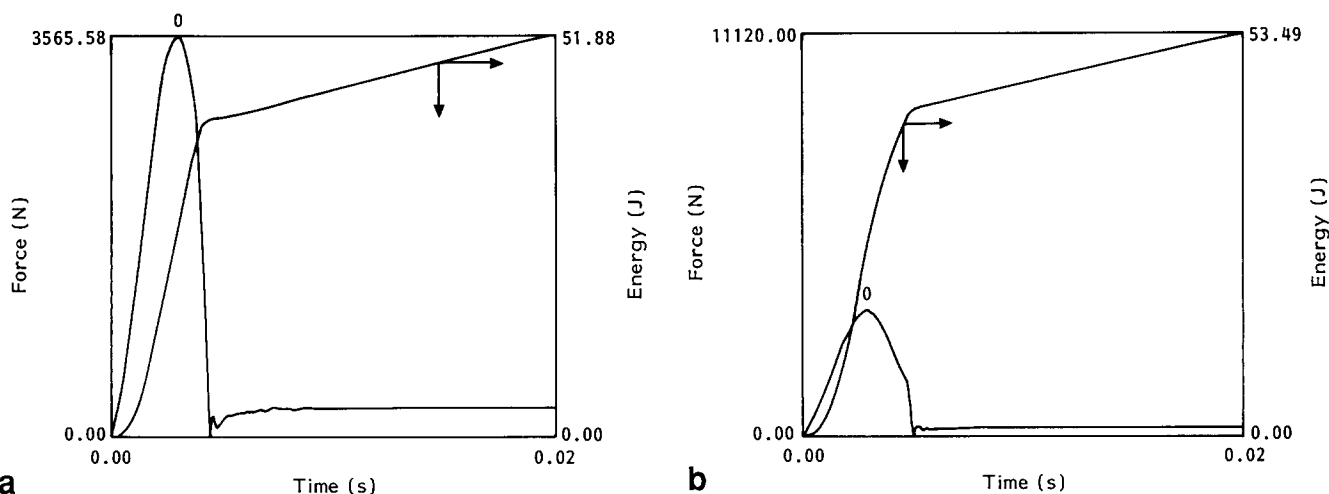 0
3565.58
51.88
Force (N)
Energy (J)
0.00
0.00
0.00
0.02
Time (s)
a
11120.00
53.49
0
Force (N)
Energy (J)
0.00
0.00
0.00
0.02
Time (s)
b